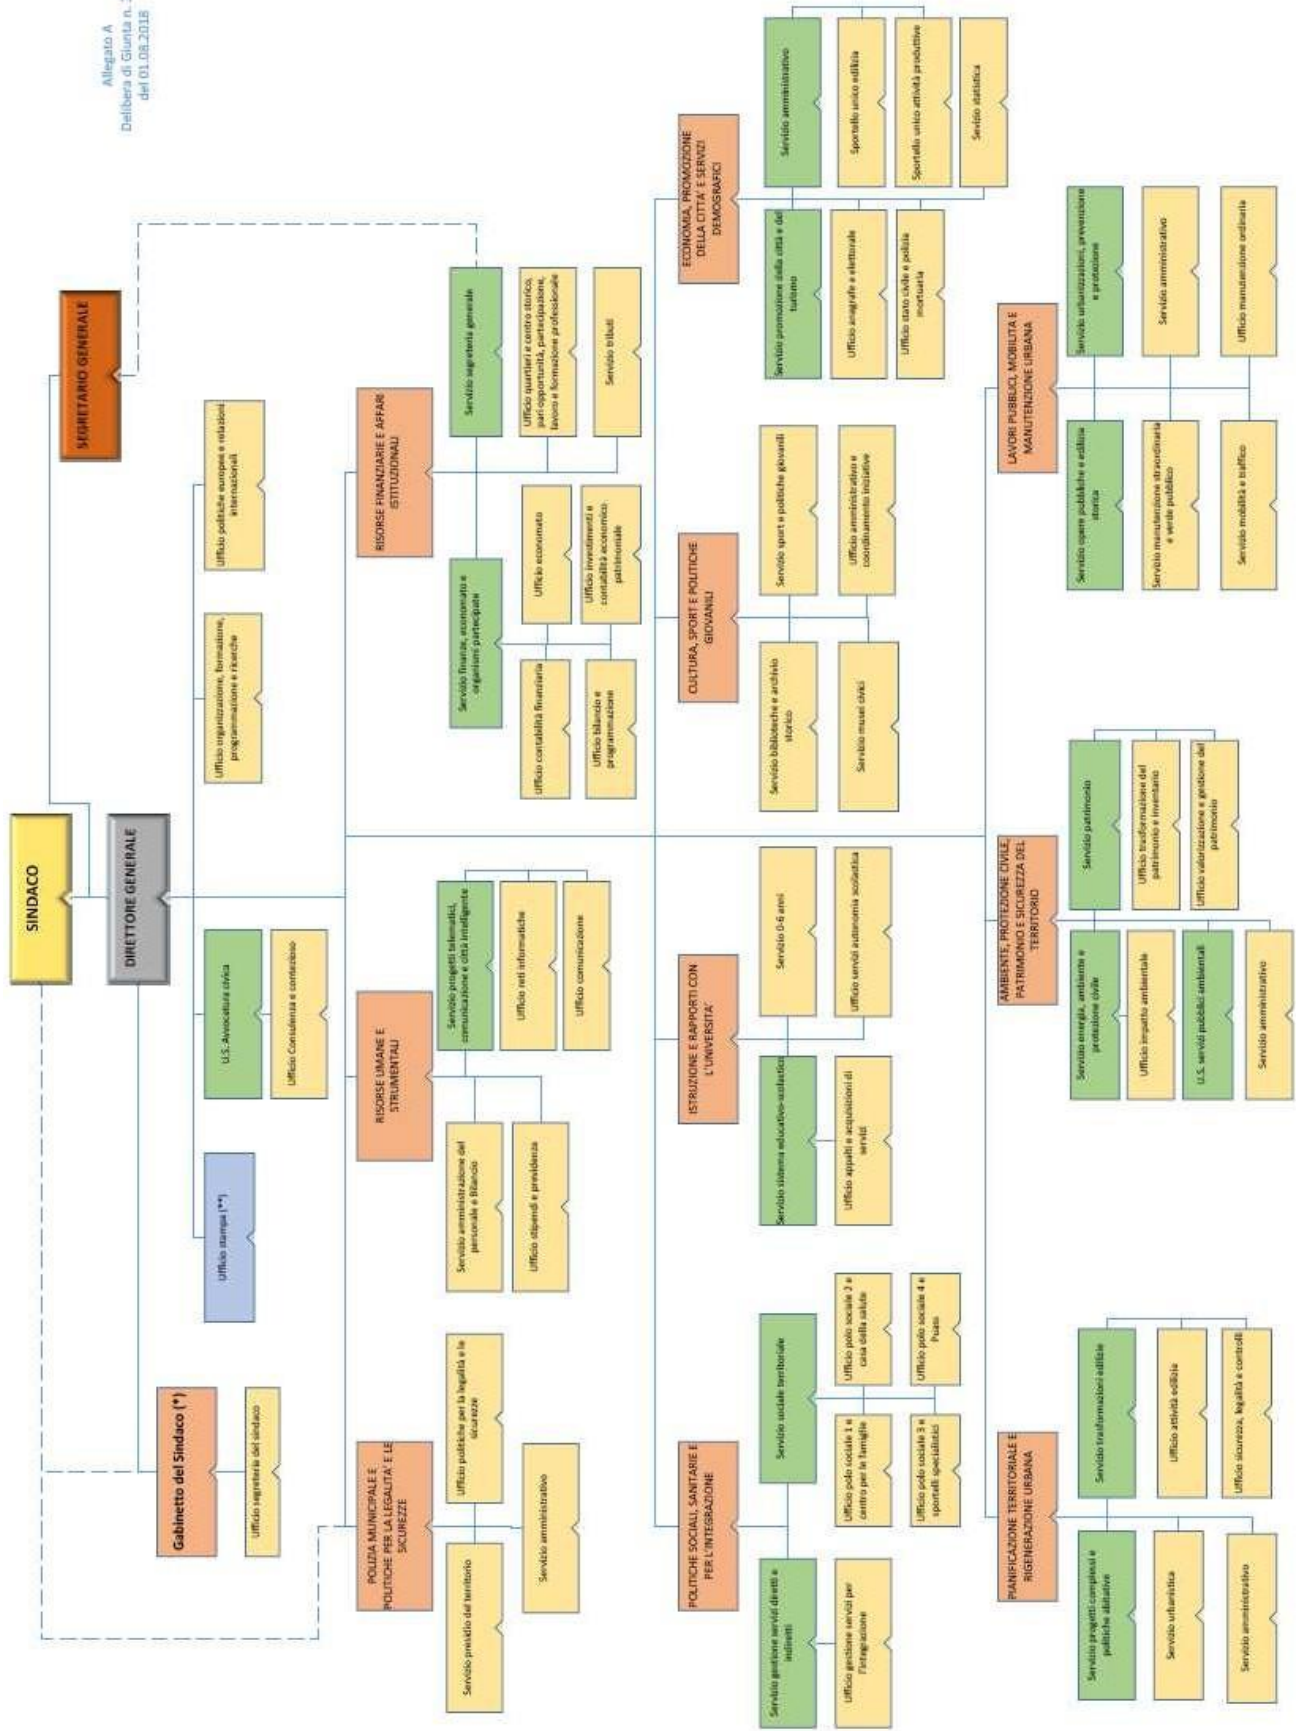 Allegato A
Delibera di Giunta n.
del 01.08.2018
SINDACO
SEGRETARIO GENERALE
DIRETTORE GENERALE
Gabinetto del Sindaco (*)
Ufficio segreteria del sindaco
Ufficio stampa (**)
U.S. Avvocatura civica
Ufficio Consulenza e contezioso
Ufficio organizzazione, formazione,
programmazione e ricerche
Ufficio politiche europee e relazioni
internazionali
POLIZIA MUNICIPALE E
POLITICHE PER LA LEGALITA' E LE
SICUREZZE
Servizio presidio del territorio
Ufficio politiche per la legalità e le
sicurezze
Servizio amministrativo
RISORSE UMANE E
STRUMENTALI
Servizio amministrazione del
personale e Bilancio
Ufficio stipendi e previdenza
Servizio progetti telematici,
comunicazione e città intelligente
Ufficio reti informatiche
Ufficio comunicazione
RISORSE FINANZIARIE E AFFARI
ISTITUZIONALI
Servizio finanze, economato e
organismi partecipate
Ufficio contabilità finanziaria
Ufficio economato
Ufficio bilancio e
programmazione
Ufficio investimenti e
contabilità economico
patrimoniale
Servizio segreteria generale
Ufficio quartieri e centro storico,
pari opportunità, partecipazione,
lavoro e formazione professionale
Servizio tributi
POLITICHE SOCIALI, SANITARIE E
PER L'INTEGRAZIONE
Servizio gestione servizi diretti e
indiretti
Ufficio gestione servizi per
l'integrazione
Servizio sociale territoriale
Ufficio polo sociale 1 e
centro per le famiglie
Ufficio polo sociale 2 e
casa della salute
Ufficio polo sociale 3 e
sportelli specialistici
Ufficio polo sociale 4 e
Puass
ISTRUZIONE E RAPPORTI CON
L'UNIVERSITA'
Servizio sistema educativo-scolastico
Ufficio appalti e acquisizioni di
servizi
Servizio 0-6 anni
Ufficio servizi autonomia scolastica
CULTURA, SPORT E POLITICHE
GIOVANILI
Servizio biblioteche e archivio
storico
Servizio musei civici
Servizio sport e politiche giovanili
Ufficio amministrativo e
coordinamento iniziative
ECONOMIA, PROMOZIONE
DELLA CITTA' E SERVIZI
DEMOGRAFICI
Servizio promozione della città e del
turismo
Ufficio anagrafe e elettorale
Ufficio stato civile e polizia
mortuaria
Servizio amministrativo
Sportello unico edilizia
Sportello unico attività produttive
Sevizio statistica
PIANIFICAZIONE TERRITORIALE E
RIGENERAZIONE URBANA
Servizio progetti complessi e
politiche abitative
Servizio urbanistica
Servizio amministrativo
Servizio trasformazioni edilizie
Ufficio attività edilizie
Ufficio sicurezza, legalità e controlli
AMBIENTE, PROTEZIONE CIVILE,
PATRIMONIO E SICUREZZA DEL
TERRITORIO
Servizio energia, ambiente e
protezione civile
Ufficio impatto ambientale
U.S. servizi pubblici ambientali
Servizio amministrativo
Servizio patrimonio
Ufficio trasformazione del
patrimonio e inventario
Ufficio valorizzazione e gestione del
patrimonio
LAVORI PUBBLICI, MOBILITA E
MANUTENZIONE URBANA
Servizio opere pubbliche e edilizia
storica
Servizio manutenzione straordinaria
e verde pubblico
Servizio mobilità e traffico
Servizio urbanizzazioni, prevenzione
e protezione
Servizio amministrativo
Ufficio manutenzione ordinaria